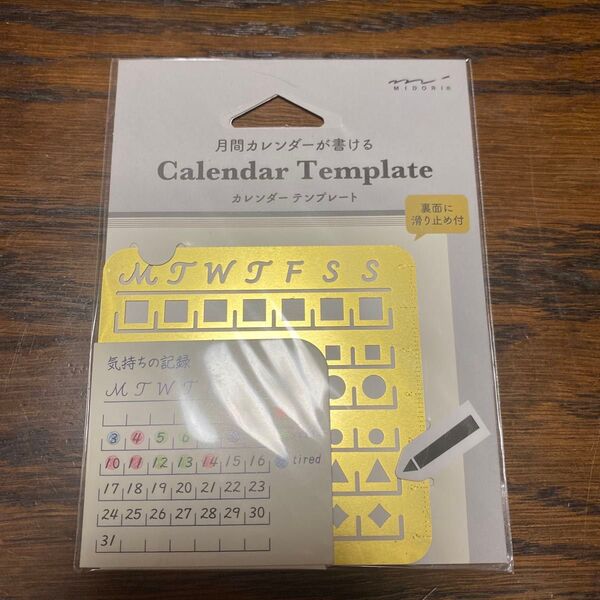 MIDORI®
月間カレンダーが書ける
Calendar Template
カレンダー テンプレート
裏面に
滑り止め付
M T W T F S S
気持ちの記録
M T W T
3 4 5 6
10 11 12 13 14 15 16 tired
17 18 19 20 21 22 23
24 25 26 27 28 29 30
31